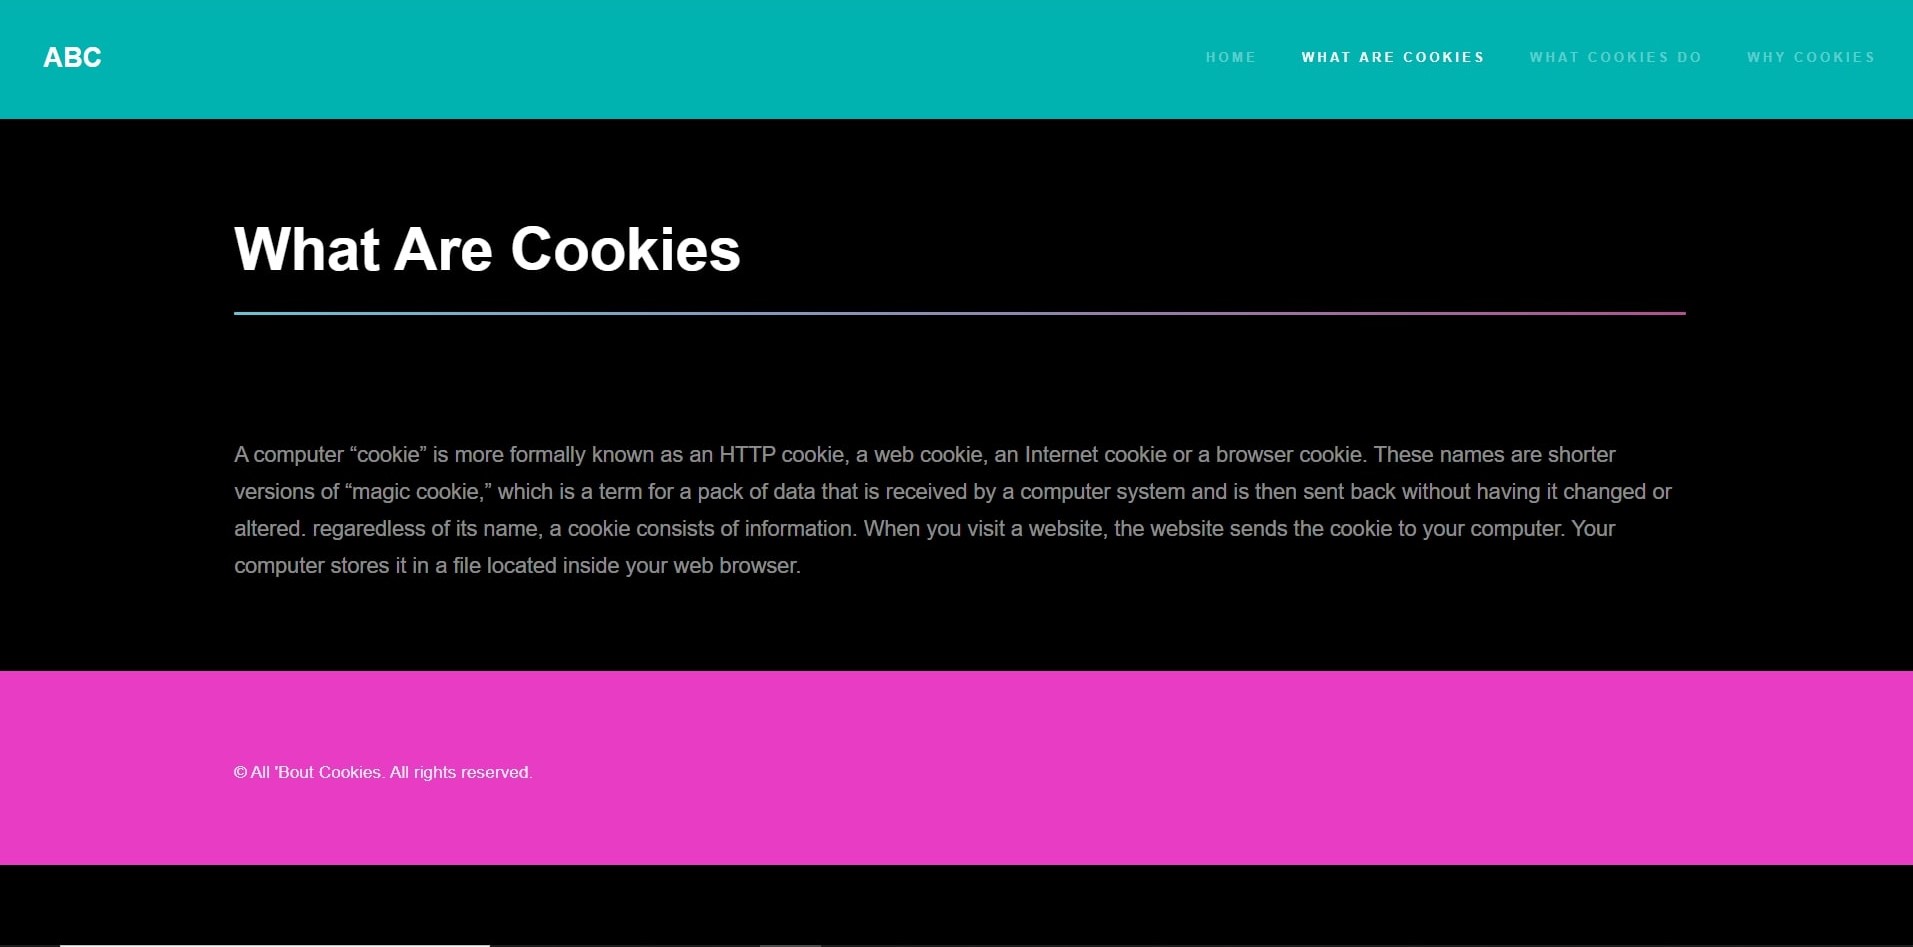 ABC
HOME WHAT ARE COOKIES WHAT COOKIES DO WHY COOKIES
What Are Cookies
A computer “cookie” is more formally known as an HTTP cookie, a web cookie, an Internet cookie or a browser cookie. These names are shorter
versions of “magic cookie,” which is a term for a pack of data that is received by a computer system and is then sent back without having it changed or
altered. regaredless of its name, a cookie consists of information. When you visit a website, the website sends the cookie to your computer. Your
computer stores it in a file located inside your web browser.
© All 'Bout Cookies. All rights reserved.